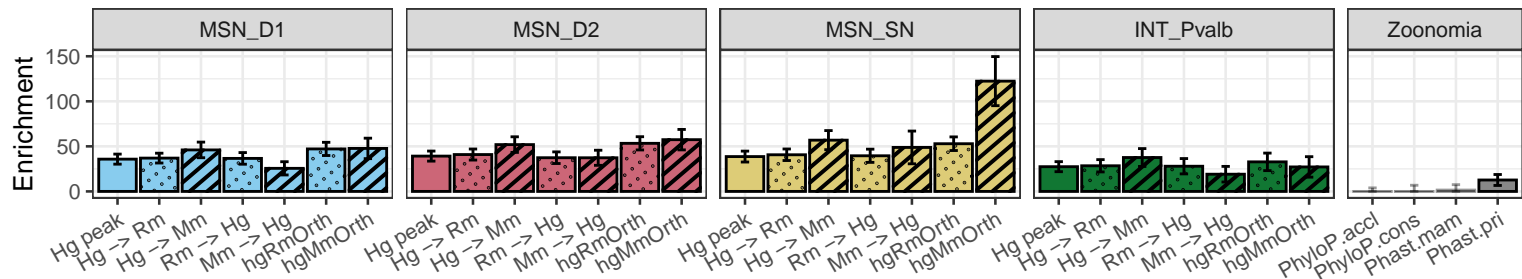 MSN_D1 MSN_D2 MSN_SN INT_Pvalb Zoonomia
Enrichment
150
100
50
0
Hg peak Hg -> Rm Hg -> Mm Rm -> Hg Mm -> Hg hgRmOrth hgMmOrth
Hg peak Hg -> Rm Hg -> Mm Rm -> Hg Mm -> Hg hgRmOrth hgMmOrth
Hg peak Hg -> Rm Hg -> Mm Rm -> Hg Mm -> Hg hgRmOrth hgMmOrth
Hg peak Hg -> Rm Hg -> Mm Rm -> Hg Mm -> Hg hgRmOrth hgMmOrth
PhyloP.accl PhyloP.cons Phast.mam Phast.pri